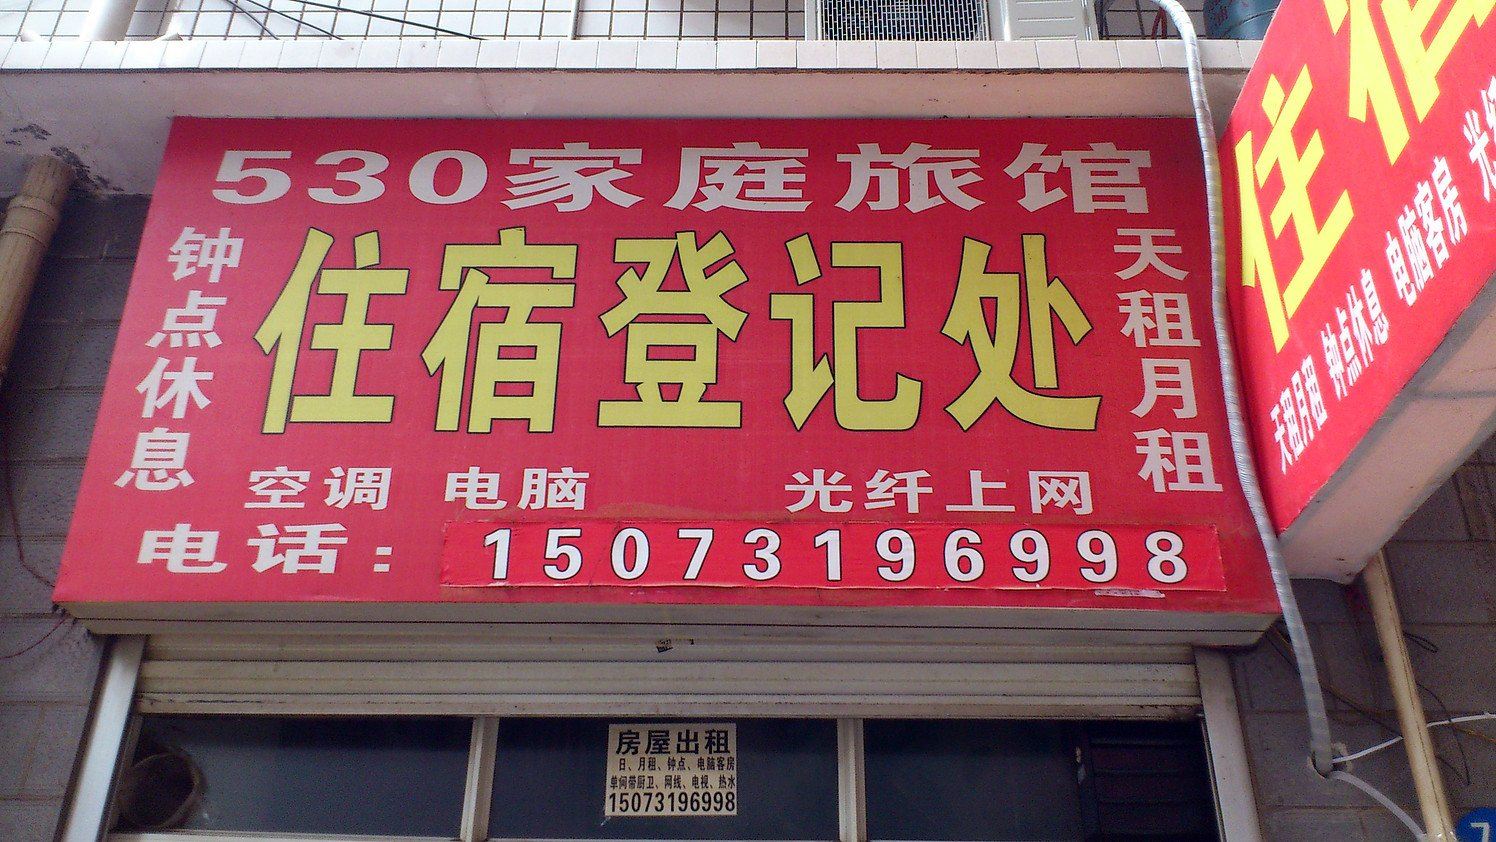 530家庭旅馆
钟点休息
住宿登记处
天租月租
空调 电脑 光纤上网
电话：15073196998
房屋出租
日、月租、钟点、电脑客房
单间带厨卫、网线、电视、热水
15073196998
住宿
天租月租 钟点休息 电脑客房 光纤
7